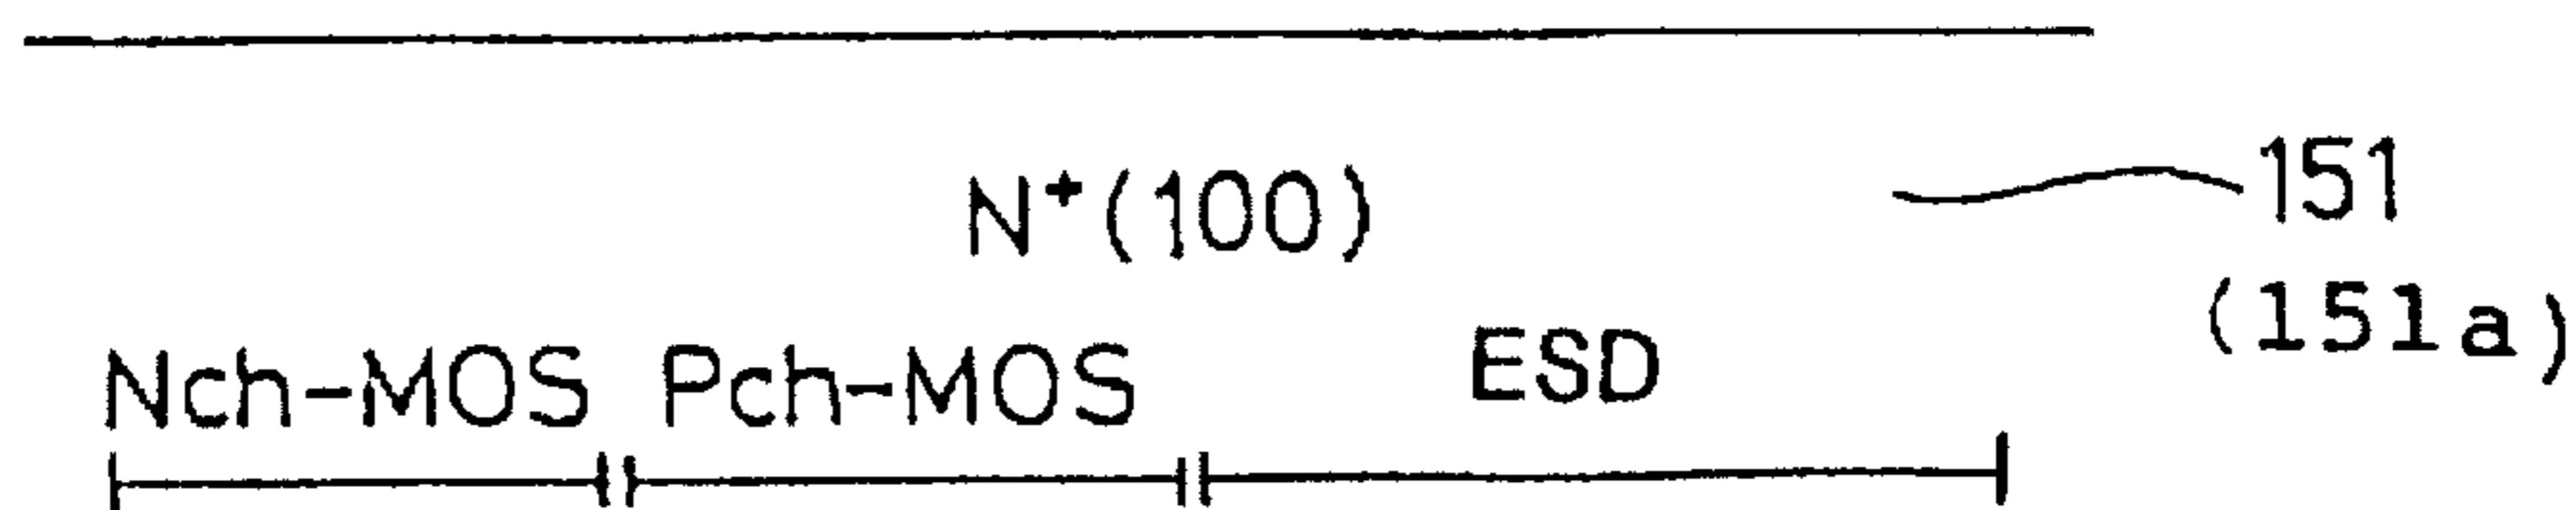 N⁺(100)
151
(151a)
Nch-MOS Pch-MOS ESD